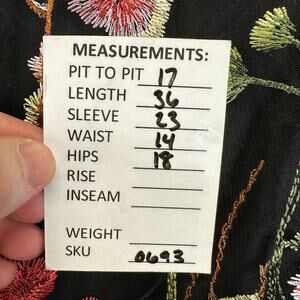 MEASUREMENTS:
PIT TO PIT 17
LENGTH 36
SLEEVE 23
WAIST 14
HIPS 18
RISE
INSEAM
WEIGHT
SKU 0693